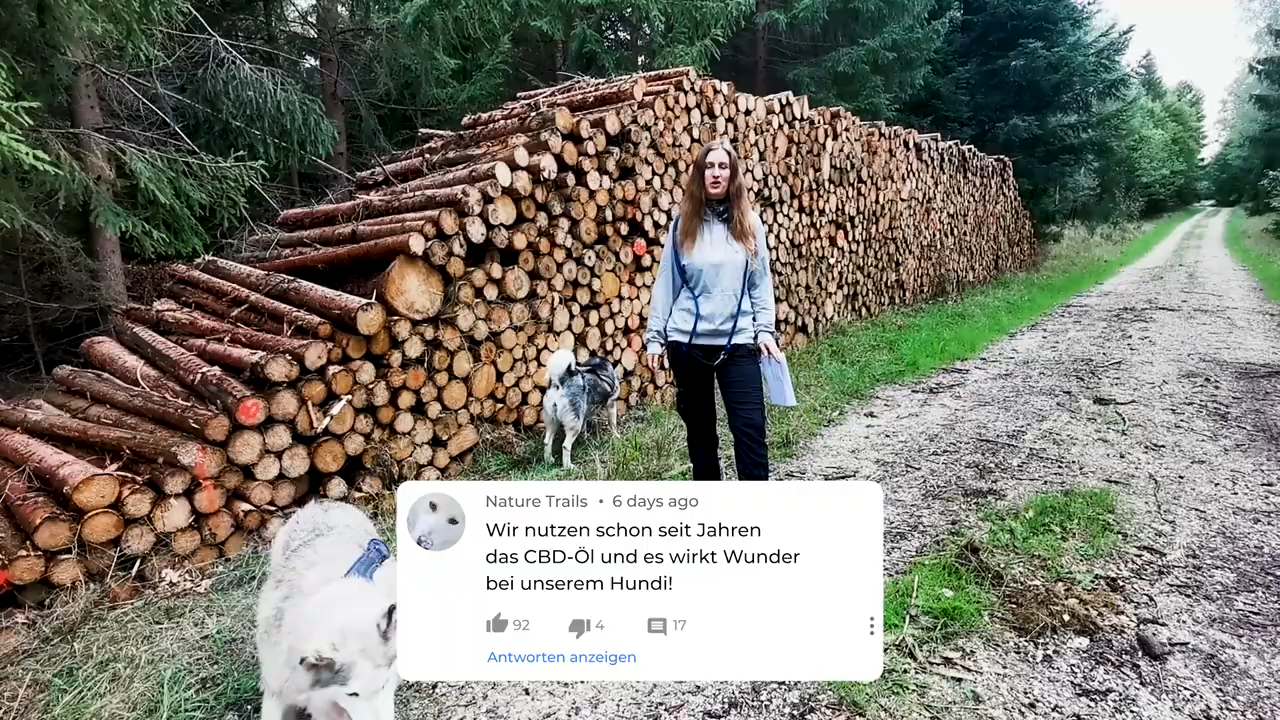 Nature Trails • 6 days ago
Wir nutzen schon seit Jahren
das CBD-Öl und es wirkt Wunder
bei unserem Hundi!
92 4 17
Antworten anzeigen